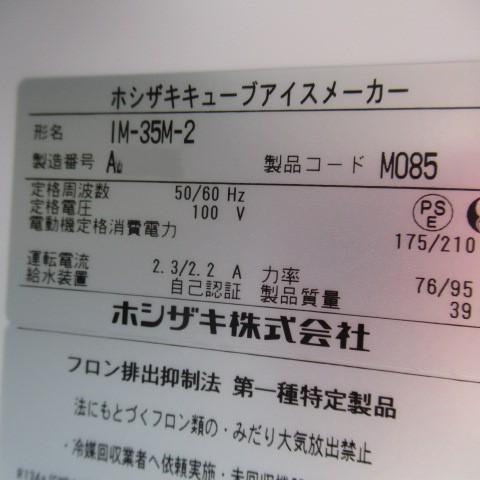 ホシザキキューブアイスメーカー
形名 IM-35M-2
製造番号 A 製品コード M085
定格周波数 50/60 Hz
定格電圧 100 V
PS E
電動機定格消費電力 175/210
運転電流 2.3/2.2 A 力率 76/95
給水装置 自己認証 製品質量 39
ホシザキ株式会社
フロン排出抑制法 第一種特定製品
法にもとづくフロン類の・みだり大気放出禁止
・冷媒回収業者へ依頼実施・未回収